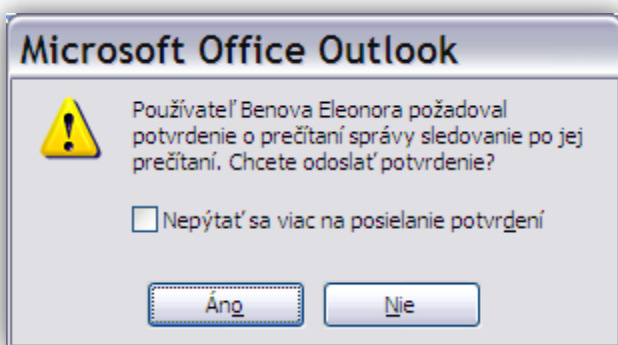 Microsoft Office Outlook
Používateľ Benova Eleonora požadoval
potvrdenie o prečítaní správy sledovanie po jej
prečítaní. Chcete odoslať potvrdenie?
Nepýtať sa viac na posielanie potvrdení
Áno
Nie